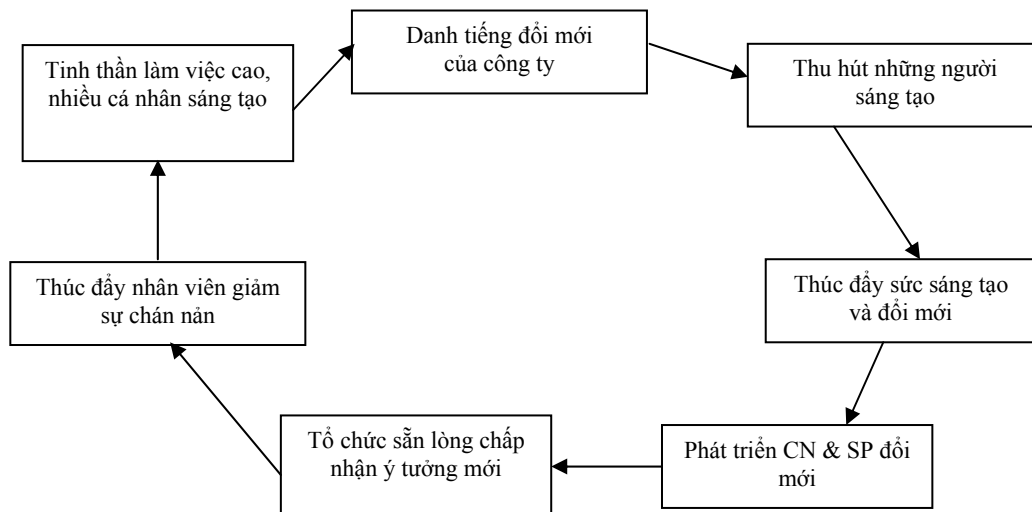 Danh tiếng đổi mới
của công ty
Thu hút những người
sáng tạo
Thúc đẩy sức sáng tạo
và đổi mới
Phát triển CN & SP đổi
mới
Tổ chức sẵn lòng chấp
nhận ý tưởng mới
Thúc đẩy nhân viên giảm
sự chán nản
Tinh thần làm việc cao,
nhiều cá nhân sáng tạo